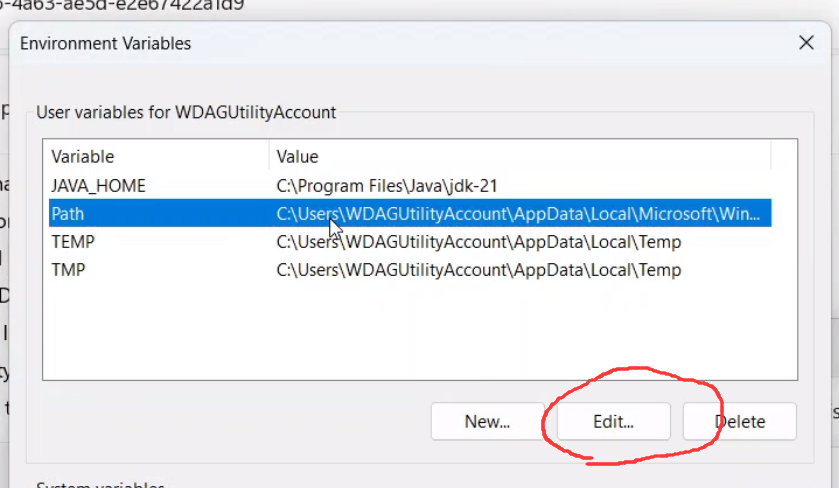 -4a63-ae5d-e2e67422a1d9
Environment Variables
User variables for WDAGUtilityAccount
Variable Value
JAVA_HOME C:\Program Files\Java\jdk-21
Path C:\Users\WDAGUtilityAccount\AppData\Local\Microsoft\Win...
TEMP C:\Users\WDAGUtilityAccount\AppData\Local\Temp
TMP C:\Users\WDAGUtilityAccount\AppData\Local\Temp
New... Edit... Delete
System variables